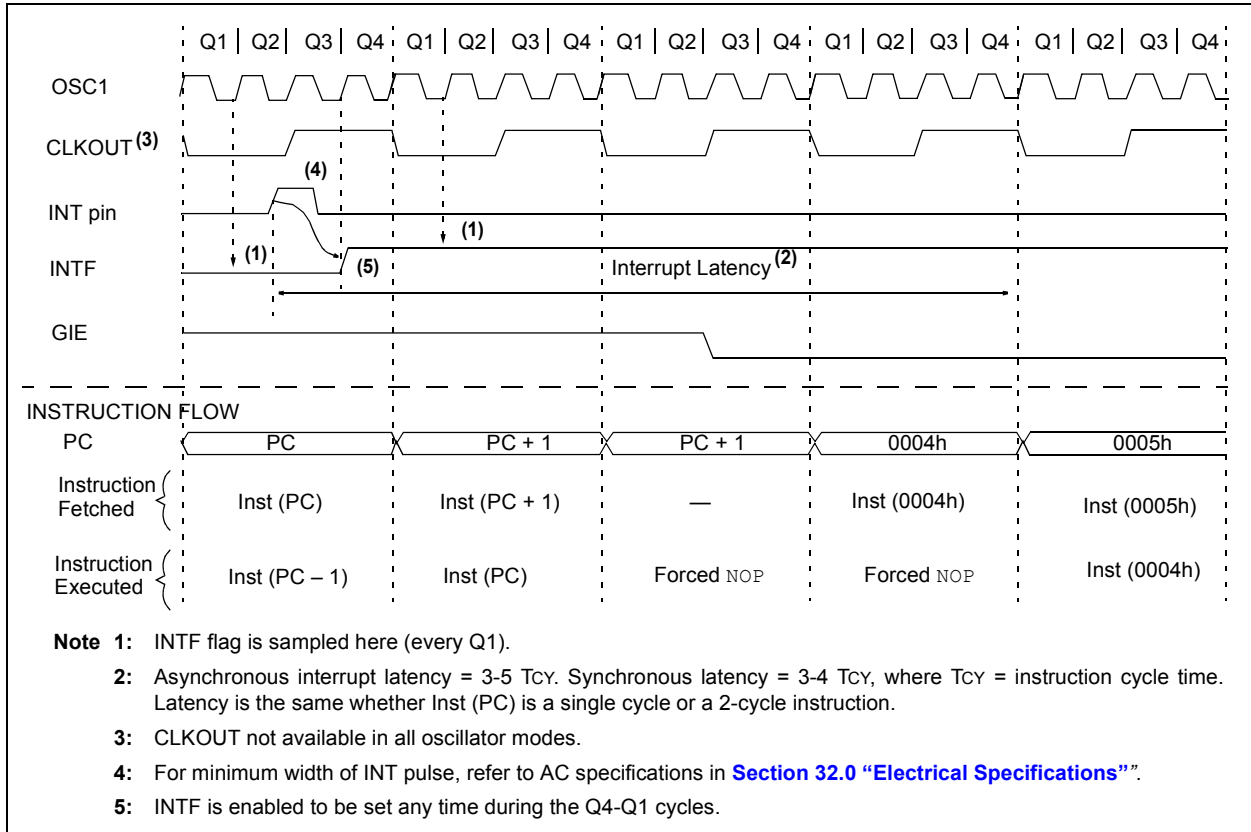 Q1 Q2 Q3 Q4 Q1 Q2 Q3 Q4 Q1 Q2 Q3 Q4 Q1 Q2 Q3 Q4 Q1 Q2 Q3 Q4
OSC1
CLKOUT (3)
(4)
INT pin
(1)
(1)
INTF
(5)
Interrupt Latency (2)
GIE
INSTRUCTION FLOW
PC PC PC + 1 PC + 1 0004h 0005h
Instruction
Fetched
Inst (PC) Inst (PC + 1) — Inst (0004h) Inst (0005h)
Instruction
Executed
Inst (PC – 1) Inst (PC) Forced NOP Forced NOP Inst (0004h)
Note 1: INTF flag is sampled here (every Q1).
2: Asynchronous interrupt latency = 3-5 TCY. Synchronous latency = 3-4 TCY, where TCY = instruction cycle time.
Latency is the same whether Inst (PC) is a single cycle or a 2-cycle instruction.
3: CLKOUT not available in all oscillator modes.
4: For minimum width of INT pulse, refer to AC specifications in Section 32.0 “Electrical Specifications””.
5: INTF is enabled to be set any time during the Q4-Q1 cycles.